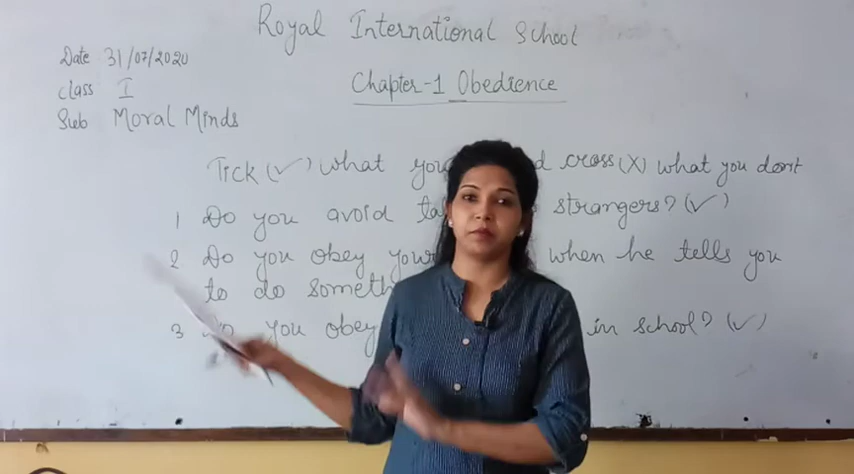 Royal International School
Date 31/07/2020
Chapter-1 Obedience
class I
Sub Moral Minds
Tick (✓) what you cross (X) what you don't
1 Do you avoid strangers? (✓)
2 Do you obey your when he tells you
to do someth
3 Do you obey in school? (✓)